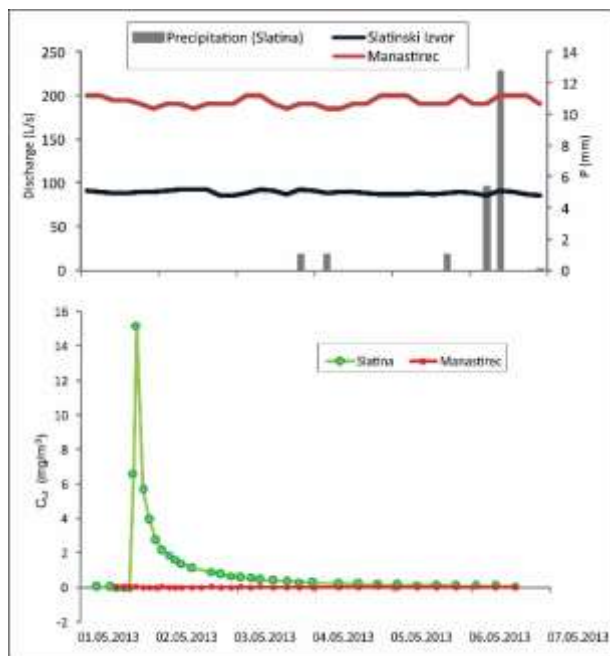 Precipitation (Slatina) Slatinski Izvor
Manastirec
250 14
200 12
150 10
100 8
50 6
0 4
2
0
Discharge (L/s)
P (mm)
16
14
12
10
8
6
4
2
0
-2
Slatina Manastirec
(mg/m³)
01.05.2013 02.05.2013 03.05.2013 04.05.2013 05.05.2013 06.05.2013 07.05.2013